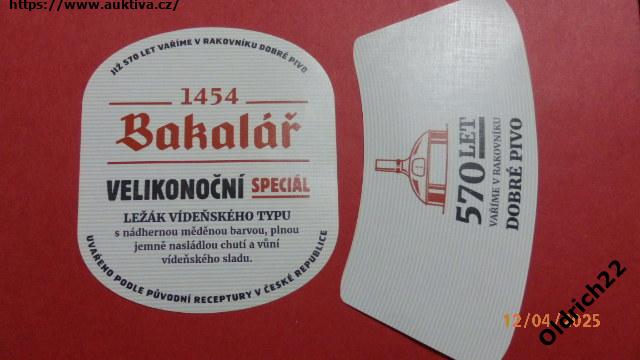 https://www.auktiva.cz/
JIŽ 570 LET VAŘÍME V RAKOVNÍKU DOBRÉ PIVO
1454
Bakalář
VELIKONOČNÍ SPECIÁL
LEŽÁK VÍDEŇSKÉHO TYPU
s nádhernou měděnou barvou, plnou
jemně nasládlou chutí a vůní
vídeňského sladu.
UVAŘENO PODLE PŮVODNÍ RECEPTURY V ČESKÉ REPUBLICE
570 LET
VAŘÍME V RAKOVNÍKU
DOBRÉ PIVO
12/04/2025
Oldrich22